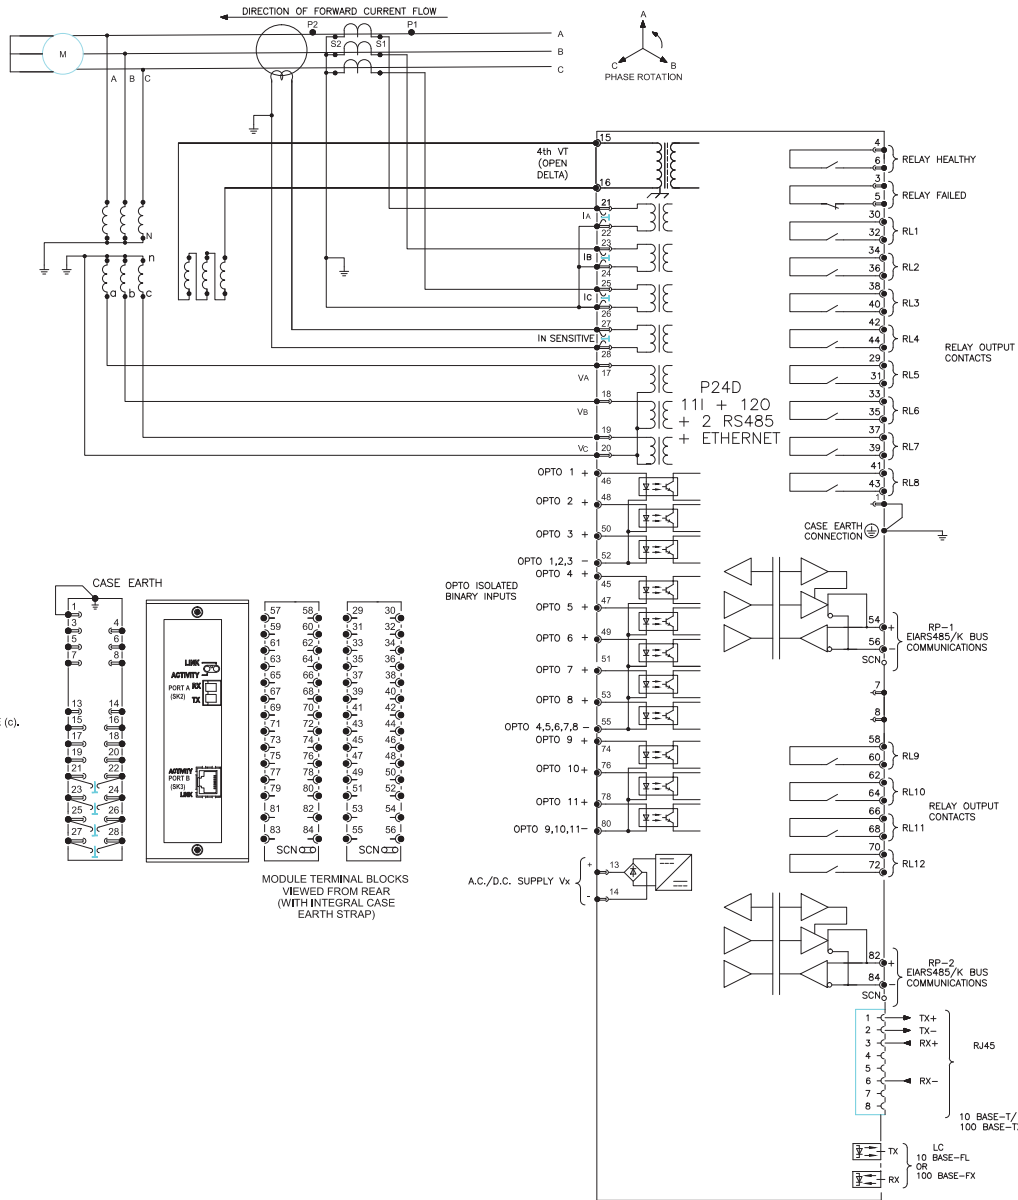 DIRECTION OF FORWARD CURRENT FLOW
P2
P1
S2
S1
A
B
C
M
A
B
C
A
C
B
PHASE ROTATION
N
n
a
b
c
4th VT
(OPEN
DELTA)
15
16
IA
21
22
IB
23
24
IC
25
26
IN SENSITIVE
27
28
17
VA
18
VB
19
VC
20
P24D
11I + 12O
+ 2 RS485
+ ETHERNET
OPTO 1 +
46
OPTO 2 +
48
OPTO 3 +
50
OPTO 1,2,3 -
52
OPTO 4 +
45
OPTO 5 +
47
OPTO 6 +
49
OPTO 7 +
51
OPTO 8 +
53
OPTO 4,5,6,7,8 -
55
OPTO 9 +
74
OPTO 10+
76
OPTO 11+
78
OPTO 9,10,11-
80
OPTO ISOLATED
BINARY INPUTS
A.C./D.C. SUPPLY Vx
+
13
-
14
4
6
RELAY HEALTHY
3
5
RELAY FAILED
30
32
RL1
34
36
RL2
38
40
RL3
42
44
RL4
29
31
RL5
33
35
RL6
37
39
RL7
41
43
RL8
RELAY OUTPUT
CONTACTS
1
CASE EARTH
CONNECTION
54
+
56
-
SCN
RP-1
EIARS485/K BUS
COMMUNICATIONS
7
8
58
60
RL9
62
64
RL10
66
68
RL11
70
72
RL12
RELAY OUTPUT
CONTACTS
82
+
84
-
SCN
RP-2
EIARS485/K BUS
COMMUNICATIONS
1 TX+
2 TX-
3 RX+
4
5
6 RX-
7
8
RJ45
10 BASE-T/
100 BASE-T
TX
RX
LC
10 BASE-FL
OR
100 BASE-FX
E (c).
CASE EARTH
1
3 4
5 6
7 8
13 14
15 16
17 18
19 20
21 22
23 24
25 26
27 28
LINK
ACTIVITY
PORT A
(SK2)
RX
TX
ACTIVITY
PORT B
(SK3)
LINK
57 58
59 60
61 62
63 64
65 66
67 68
69 70
71 72
73 74
75 76
77 78
79 80
81 82
83 84
SCN
29 30
31 32
33 34
35 36
37 38
39 40
41 42
43 44
45 46
47 48
49 50
51 52
53 54
55 56
SCN
MODULE TERMINAL BLOCKS
VIEWED FROM REAR
(WITH INTEGRAL CASE
EARTH STRAP)